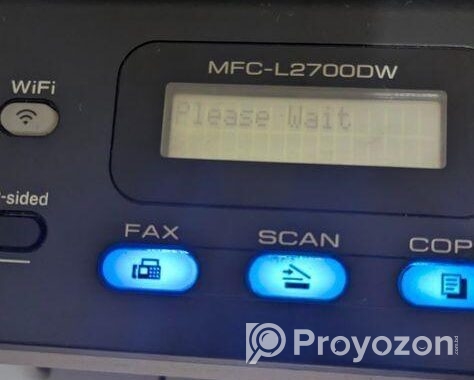 MFC-L2700DW
WiFi
Please Wait
-sided
FAX
SCAN
COP
Proyozon